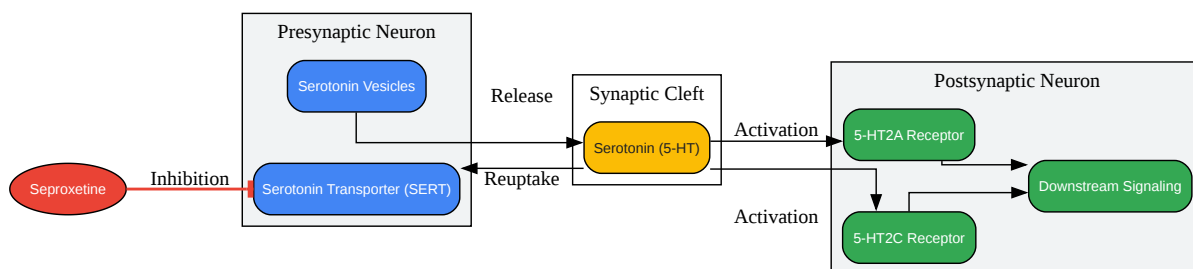 Presynaptic Neuron
Serotonin Vesicles
Release
Synaptic Cleft
Postsynaptic Neuron
Seproxetine
Inhibition
Serotonin Transporter (SERT)
Reuptake
Serotonin (5-HT)
Activation
5-HT2A Receptor
Activation
5-HT2C Receptor
Downstream Signaling